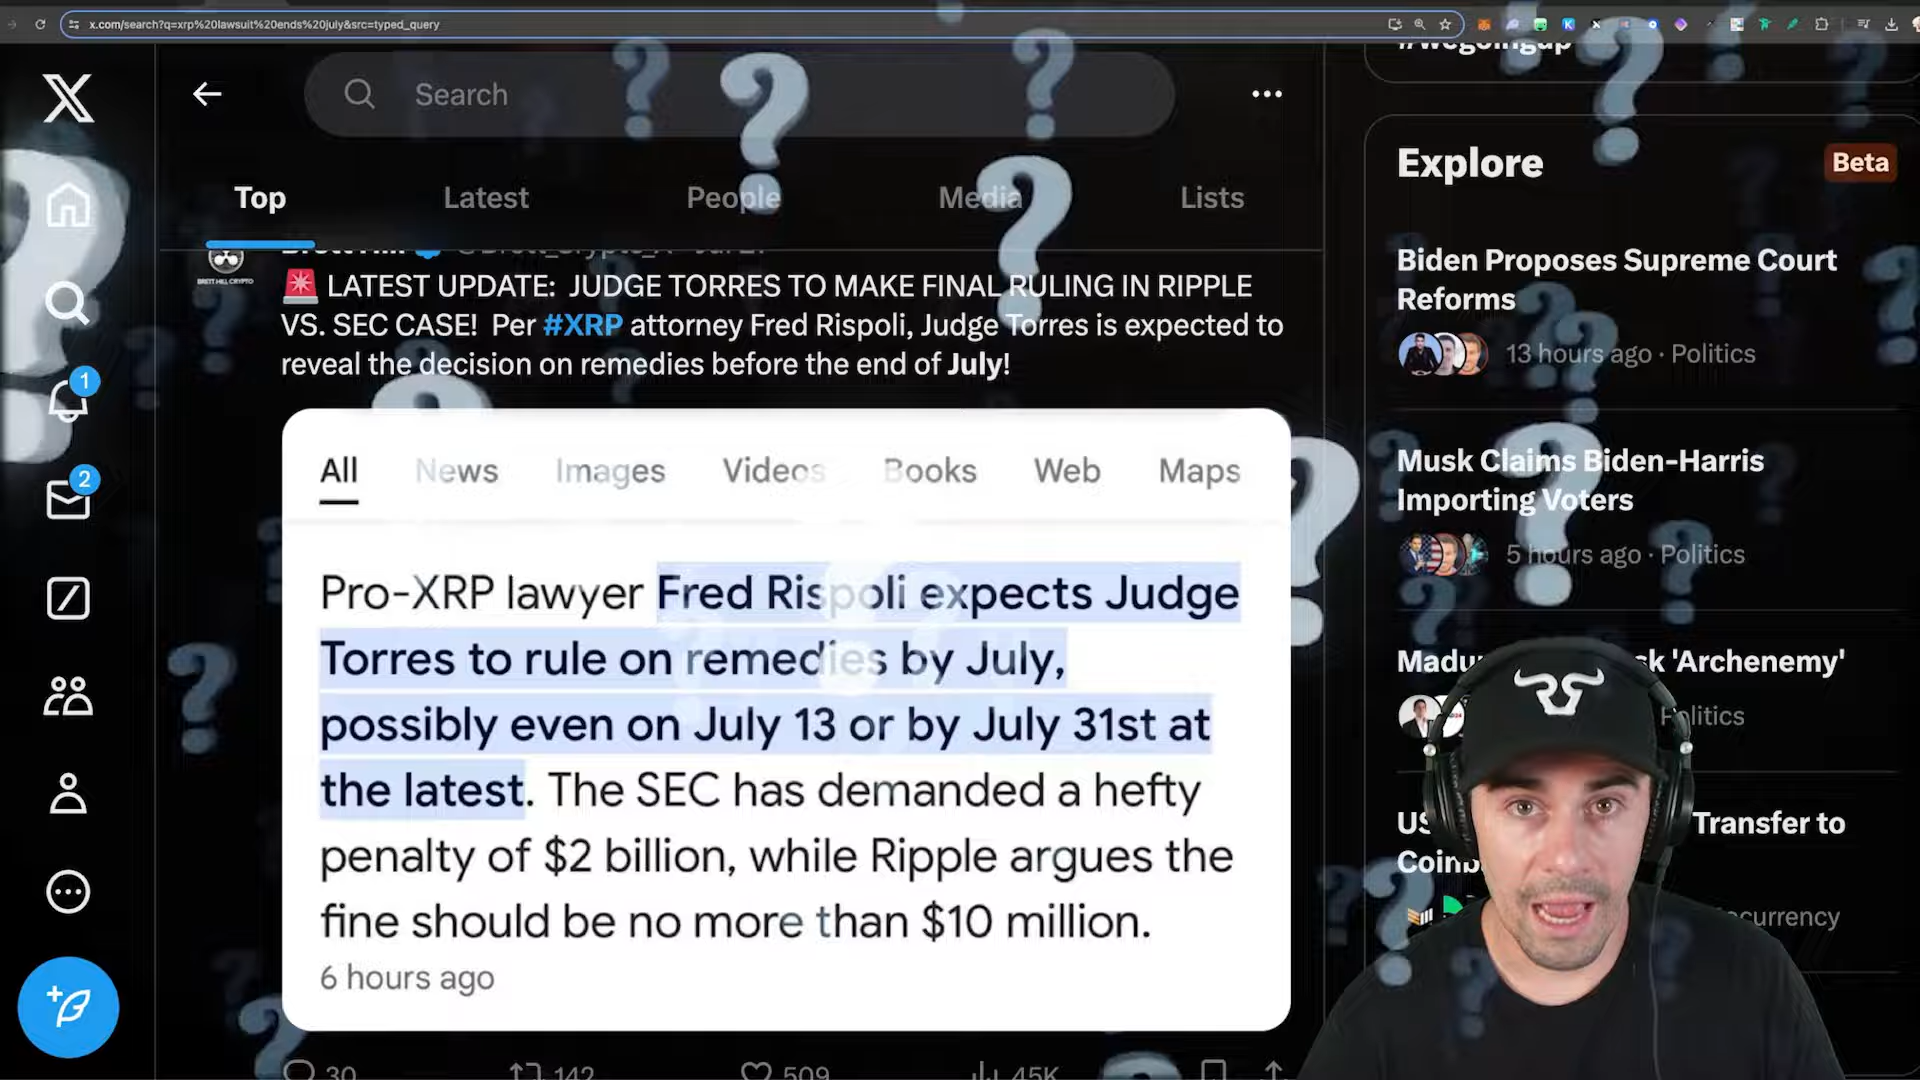 x.com/search?q=xrp%20lawsuit%20ends%20july&src=typed_query
Search
Top
Latest
People
Media
Lists
LATEST UPDATE: JUDGE TORRES TO MAKE FINAL RULING IN RIPPLE
VS. SEC CASE! Per #XRP attorney Fred Rispoli, Judge Torres is expected to
reveal the decision on remedies before the end of July!
All
News
Images
Videos
Books
Web
Maps
Pro-XRP lawyer Fred Rispoli expects Judge
Torres to rule on remedies by July,
possibly even on July 13 or by July 31st at
the latest. The SEC has demanded a hefty
penalty of $2 billion, while Ripple argues the
fine should be no more than $10 million.
6 hours ago
30
142
509
45K
1
2
#wegoingup
Explore
Beta
Biden Proposes Supreme Court
Reforms
13 hours ago · Politics
Musk Claims Biden-Harris
Importing Voters
5 hours ago · Politics
'Archenemy'
Politics
US
Transfer to